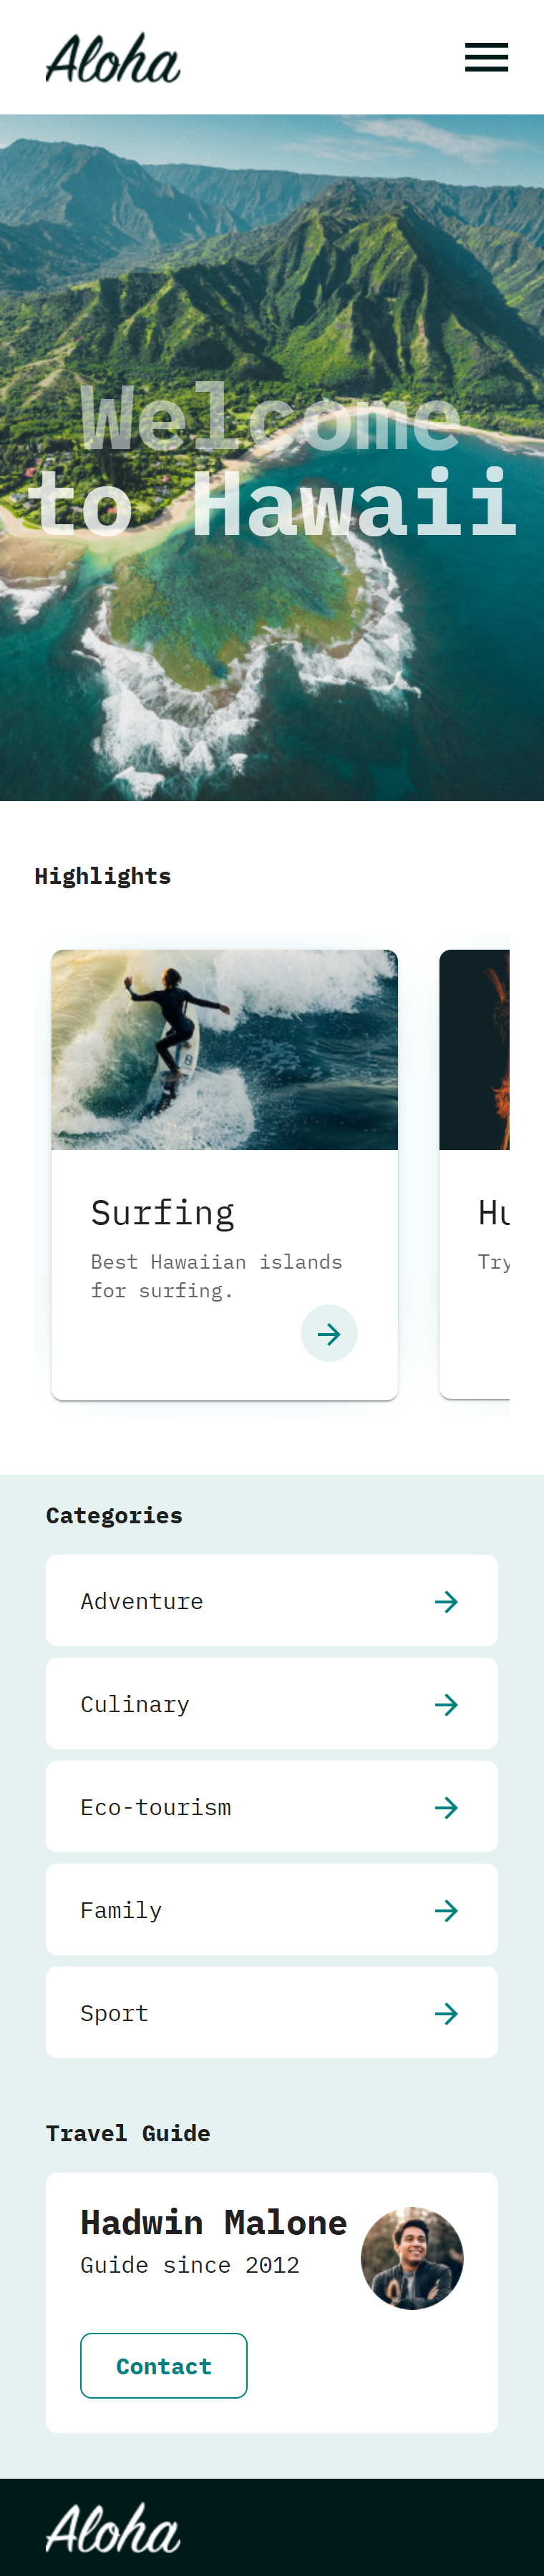 Aloha
Welcome
to Hawaii
Highlights
Surfing
Best Hawaiian islands
for surfing.
Try
Categories
Adventure
Culinary
Eco-tourism
Family
Sport
Travel Guide
Hadwin Malone
Guide since 2012
Contact
Aloha